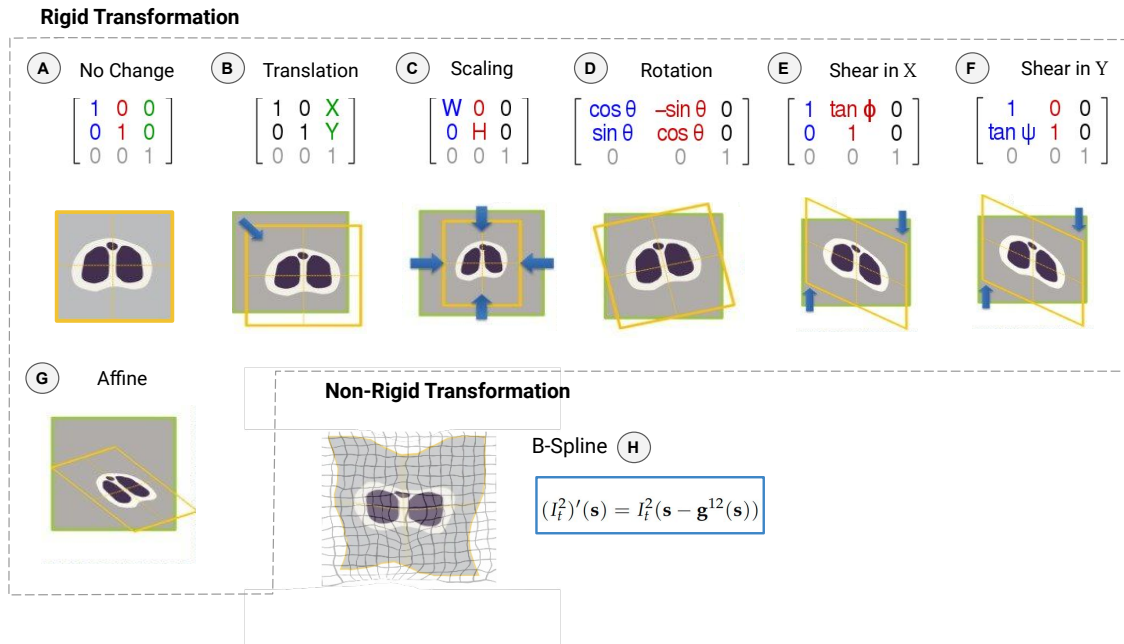 Rigid Transformation
A No Change
1 0 0
0 1 0
0 0 1
B Translation
1 0 X
0 1 Y
0 0 1
C Scaling
W 0 0
0 H 0
0 0 1
D Rotation
cos θ –sin θ 0
sin θ cos θ 0
0 0 1
E Shear in X
1 tan ϕ 0
0 1 0
0 0 1
F Shear in Y
1 0 0
tan ψ 1 0
0 0 1
G Affine
Non-Rigid Transformation
B-Spline H
(I_t^2)′(s) = I_t^2(s − g^{12}(s))